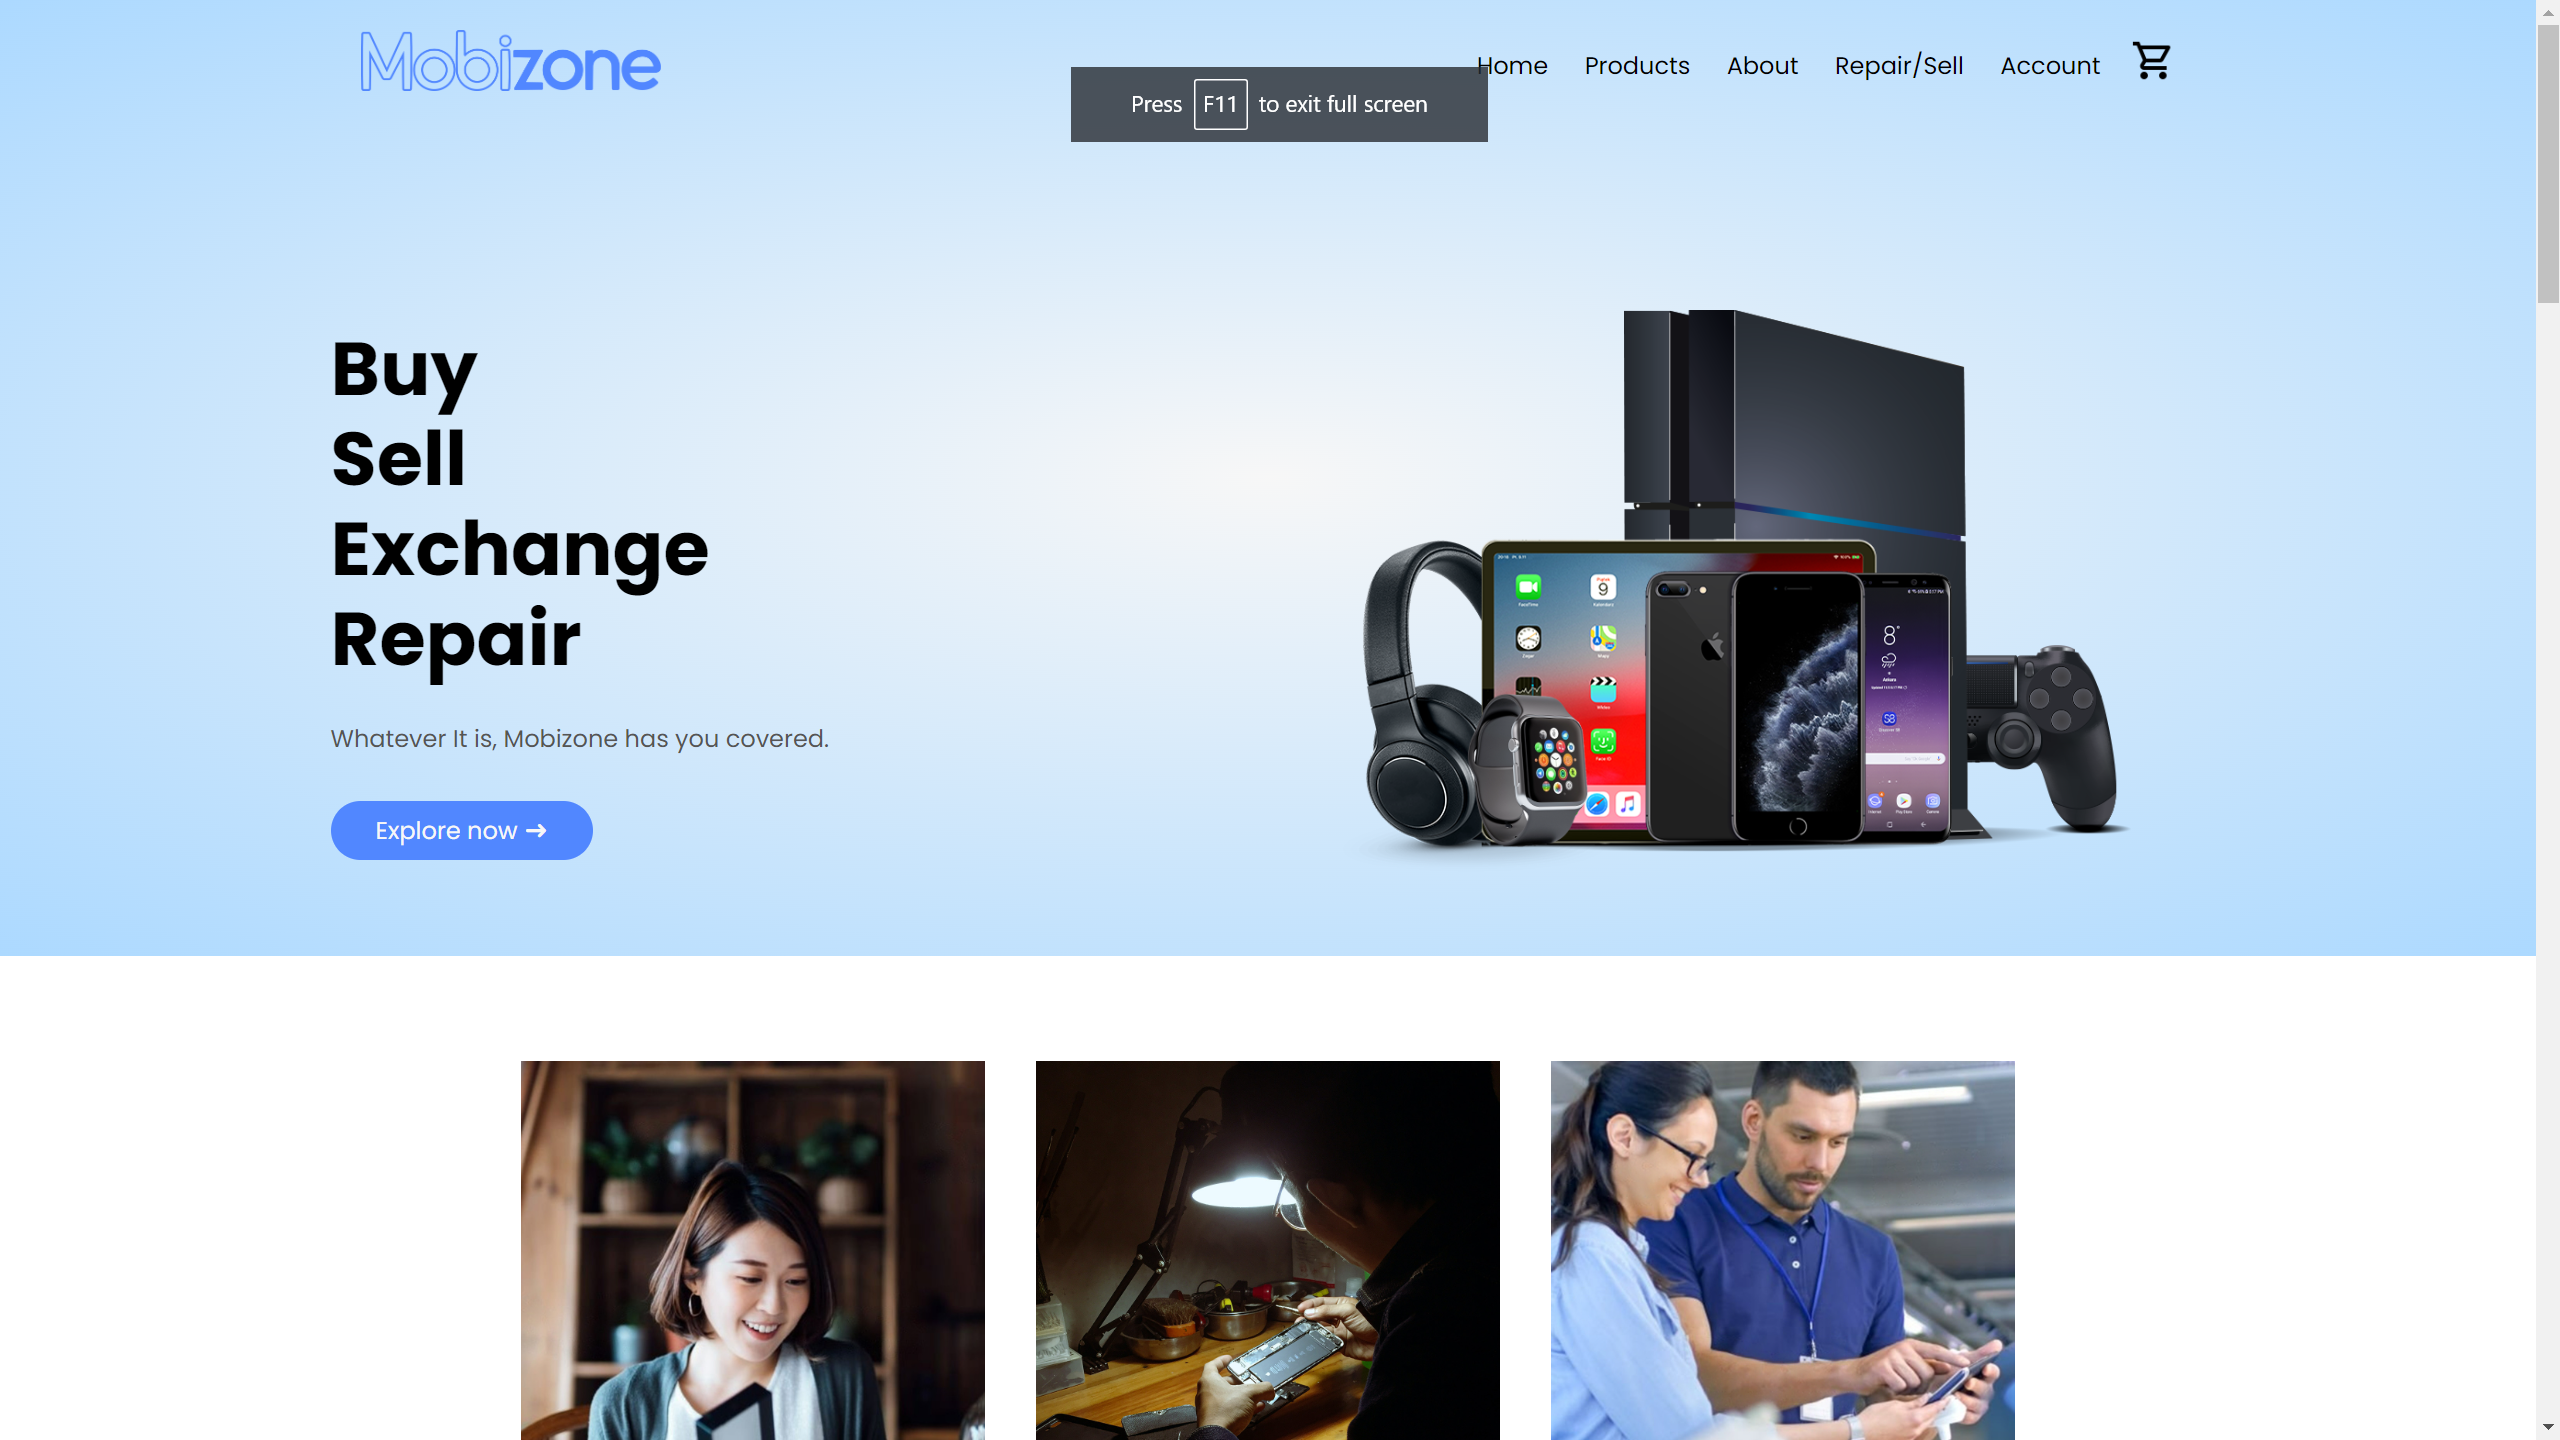 Mobizone
Home Products About Repair/Sell Account
Press F11 to exit full screen
Buy
Sell
Exchange
Repair
Whatever It is, Mobizone has you covered.
Explore now →